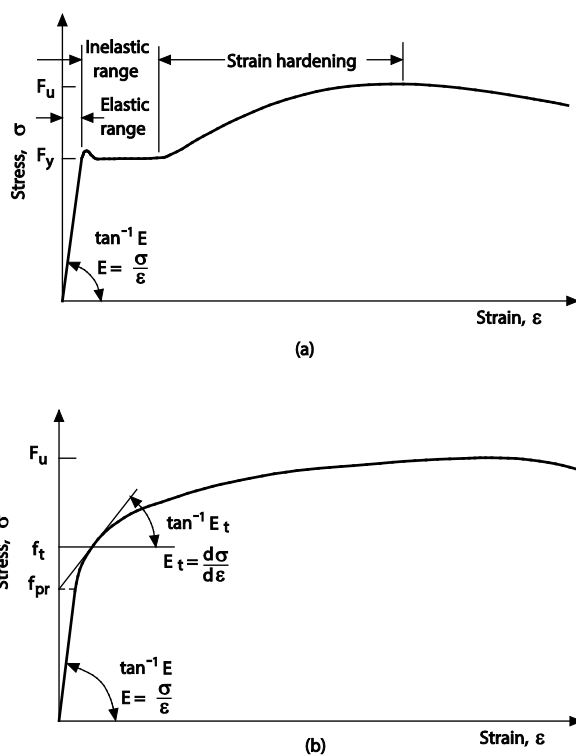 Inelastic
range
Strain hardening
Fu
Elastic
range
Fy
Stress, σ
tan⁻¹ E
E = σ/ε
Strain, ε
(a)
Fu
tan⁻¹ Et
ft
Et = dσ/dε
Stress, σ
fpr
tan⁻¹ E
E = σ/ε
Strain, ε
(b)